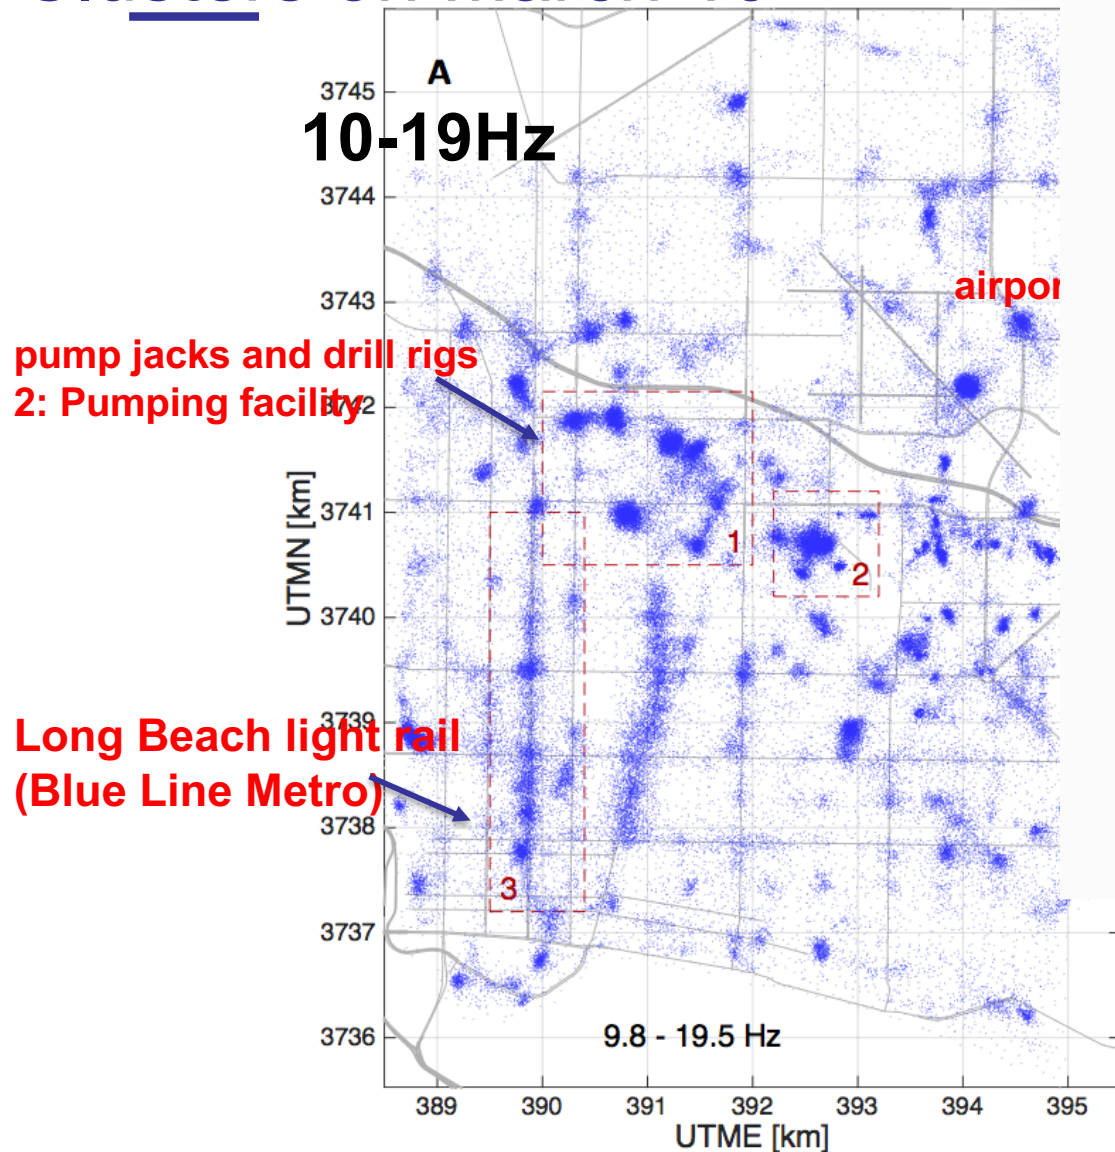 A
10-19Hz
3745
3744
3743
airpor
pump jacks and drill rigs
2: Pumping facility
3742
3741
1
2
UTMN [km]
3740
3739
Long Beach light rail
(Blue Line Metro)
3738
3
3737
3736
9.8 - 19.5 Hz
389 390 391 392 393 394 395
UTME [km]